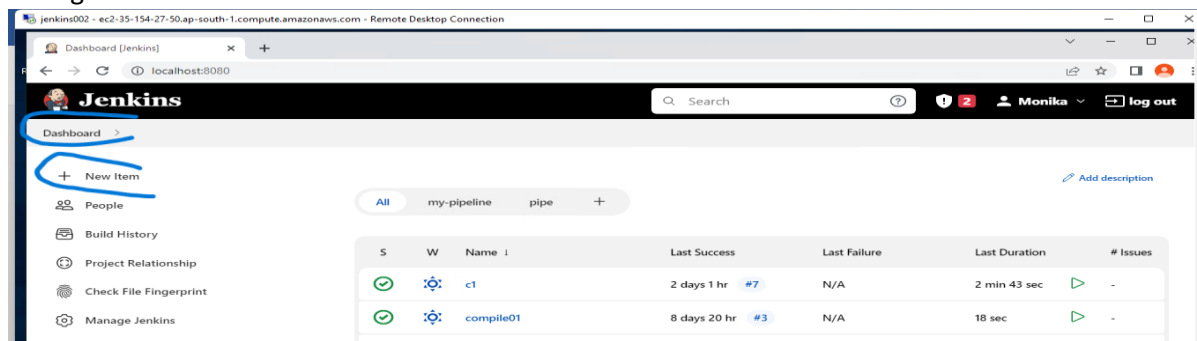 jenkins002 - ec2-35-154-27-50.ap-south-1.compute.amazonaws.com - Remote Desktop Connection
Dashboard [Jenkins]
localhost:8080
Jenkins
Search
2
Monika
log out
Dashboard >
+ New Item
Add description
People
All my-pipeline pipe +
Build History
S W Name ↓ Last Success Last Failure Last Duration # Issues
Project Relationship
c1 2 days 1 hr #7 N/A 2 min 43 sec -
Check File Fingerprint
compile01 8 days 20 hr #3 N/A 18 sec -
Manage Jenkins